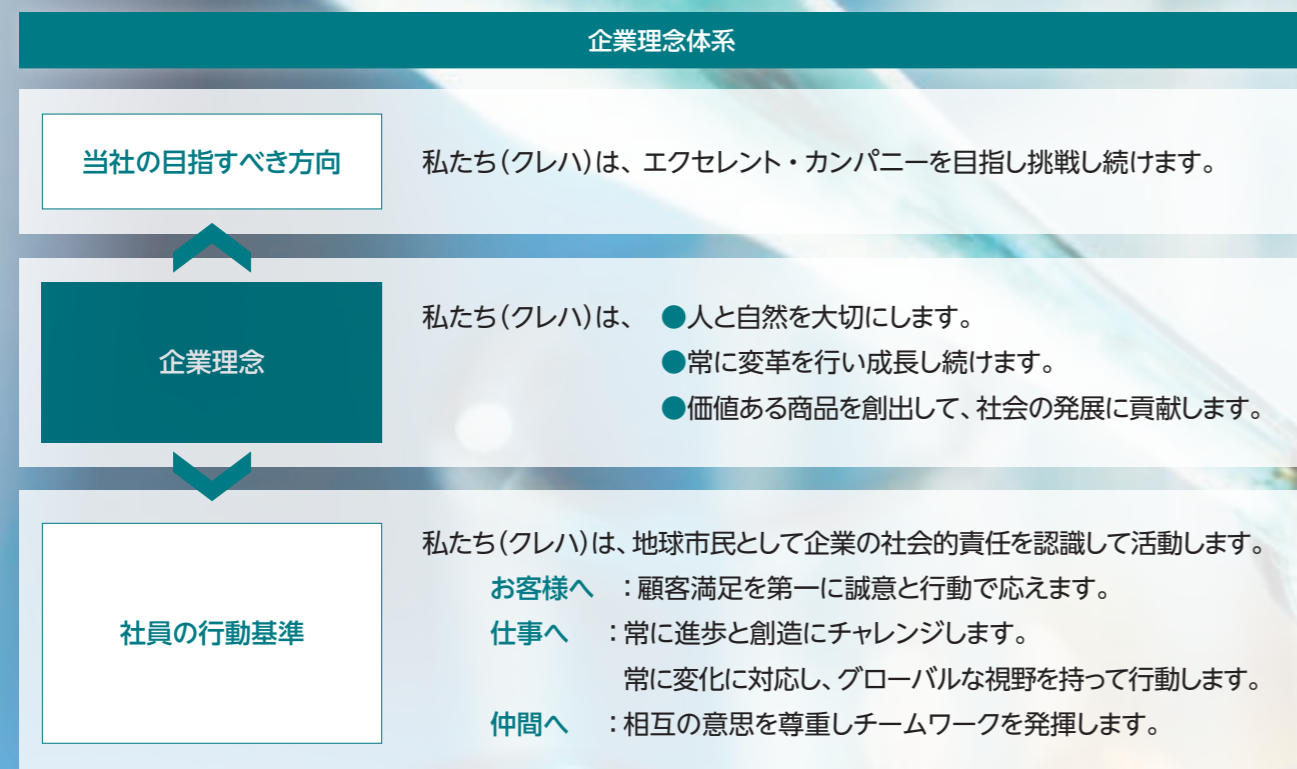 企業理念体系
当社の目指すべき方向
私たち(クレハ)は、エクセレント・カンパニーを目指し挑戦し続けます。
企業理念
私たち(クレハ)は、 ●人と自然を大切にします。
●常に変革を行い成長し続けます。
●価値ある商品を創出して、社会の発展に貢献します。
社員の行動基準
私たち(クレハ)は、地球市民として企業の社会的責任を認識して活動します。
お客様へ :顧客満足を第一に誠意と行動で応えます。
仕事へ :常に進歩と創造にチャレンジします。
常に変化に対応し、グローバルな視野を持って行動します。
仲間へ :相互の意思を尊重しチームワークを発揮します。